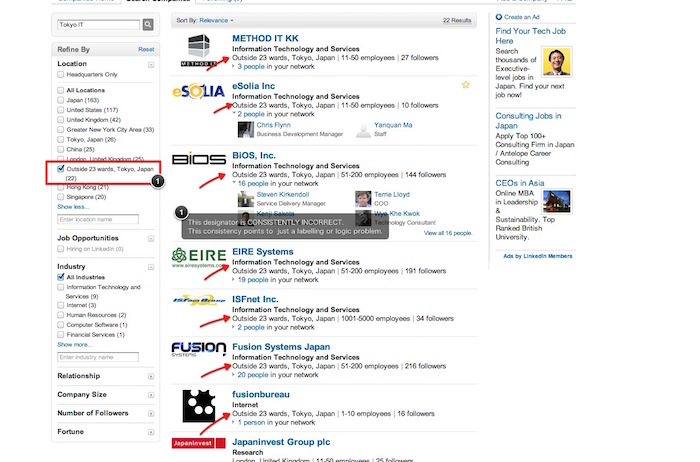 Search Companies
Tokyo IT
Refine By Reset
Location
Headquarters Only
All Locations
Japan (163)
United States (117)
United Kingdom (42)
Greater New York City Area (33)
Tokyo, Japan (26)
China (25)
London, United Kingdom (25)
Outside 23 wards, Tokyo, Japan
(22)
Hong Kong (21)
Singapore (20)
Show less...
Enter location name
Job Opportunities
Hiring on LinkedIn (0)
Industry
All Industries
Information Technology and
Services (9)
Internet (3)
Human Resources (2)
Computer Software (1)
Financial Services (1)
Show more...
Enter industry name
Relationship
Company Size
Number of Followers
Fortune
1
Sort By: Relevance
22 Results
METHOD IT
METHOD IT KK
Information Technology and Services
Outside 23 wards, Tokyo, Japan | 11-50 employees | 27 followers
3 people in your network
eSOLIA
eSolia Inc
Information Technology and Services
Outside 23 wards, Tokyo, Japan | 11-50 employees | 10 followers
2 people in your network
Chris Flynn
Business Development Manager
Yanquan Ma
Staff
BiOS
BiOS, Inc.
Information Technology and Services
Outside 23 wards, Tokyo, Japan | 51-200 employees | 144 followers
16 people in your network
Steven Kirkendoll
Service Delivery Manager
Terrie Lloyd
COO
Kenji Sakota
Wye-Khe Kwok
Technology Consultant
1
This designator is CONSISTENTLY INCORRECT.
This consistency points to just a labelling or logic problem.
View all 16 people.
EIRE
www.eiresystems.com
EIRE Systems
Information Technology and Services
Outside 23 wards, Tokyo, Japan | 51-200 employees | 191 followers
19 people in your network
ISFnet Group
ISFnet Inc.
Information Technology and Services
Outside 23 wards, Tokyo, Japan | 1001-5000 employees | 34 followers
2 people in your network
FUSION
SYSTEMS
Fusion Systems Japan
Information Technology and Services
Outside 23 wards, Tokyo, Japan | 51-200 employees | 216 followers
20 people in your network
fusionbureau
Internet
Outside 23 wards, Tokyo, Japan | 1-10 employees | 16 followers
1 person in your network
JapanInvest
Japaninvest Group plc
Research
London, United Kingdom | 11-50 employees | 25 followers
Create an Ad
Find Your Tech Job
Here
Search
thousands of
Executive-
level jobs in
Japan. Find your next
job now!
Consulting Jobs in
Japan
Apply Top 100+
Consulting Firm in Japan
/ Antelope Career
Consulting
CEOs in Asia
Online MBA
in Leadership
&
Sustainability. Top
Ranked British
University.
Ads by LinkedIn Members